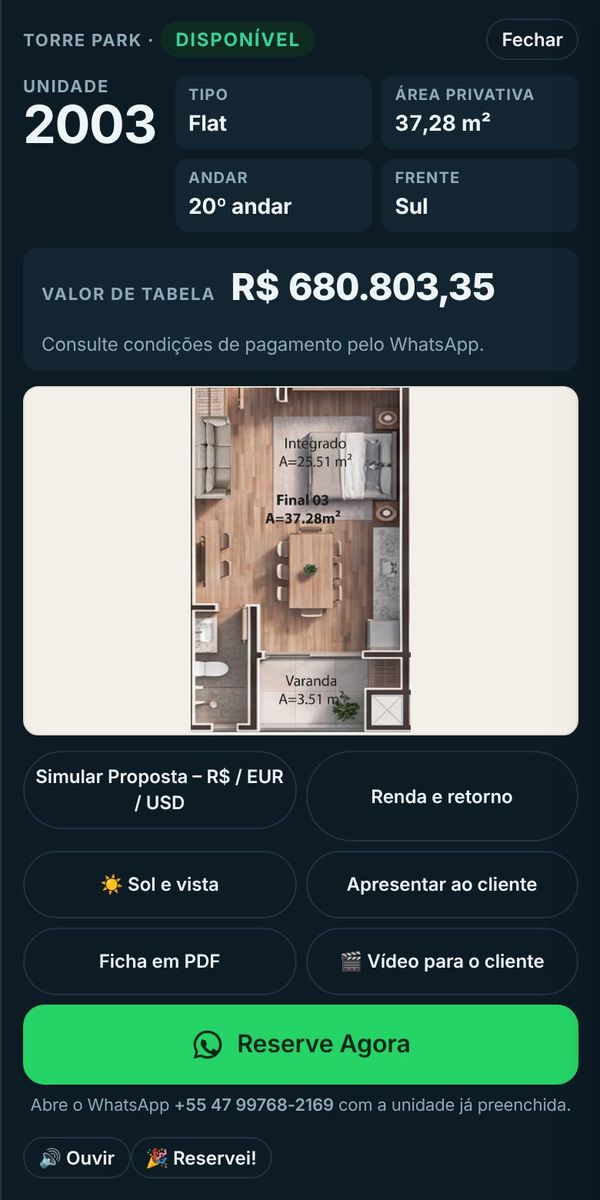 TORRE PARK · DISPONÍVEL
Fechar
UNIDADE
2003
TIPO
Flat
ÁREA PRIVATIVA
37,28 m²
ANDAR
20º andar
FRENTE
Sul
VALOR DE TABELA R$ 680.803,35
Consulte condições de pagamento pelo WhatsApp.
Integrado
A=25.51 m²
Final 03
A=37.28m²
Varanda
A=3.51 m²
Simular Proposta – R$ / EUR
/ USD
Renda e retorno
☀️ Sol e vista
Apresentar ao cliente
Ficha em PDF
🎬 Vídeo para o cliente
Reserve Agora
Abre o WhatsApp +55 47 99768-2169 com a unidade já preenchida.
🔊 Ouvir
🎉 Reservei!